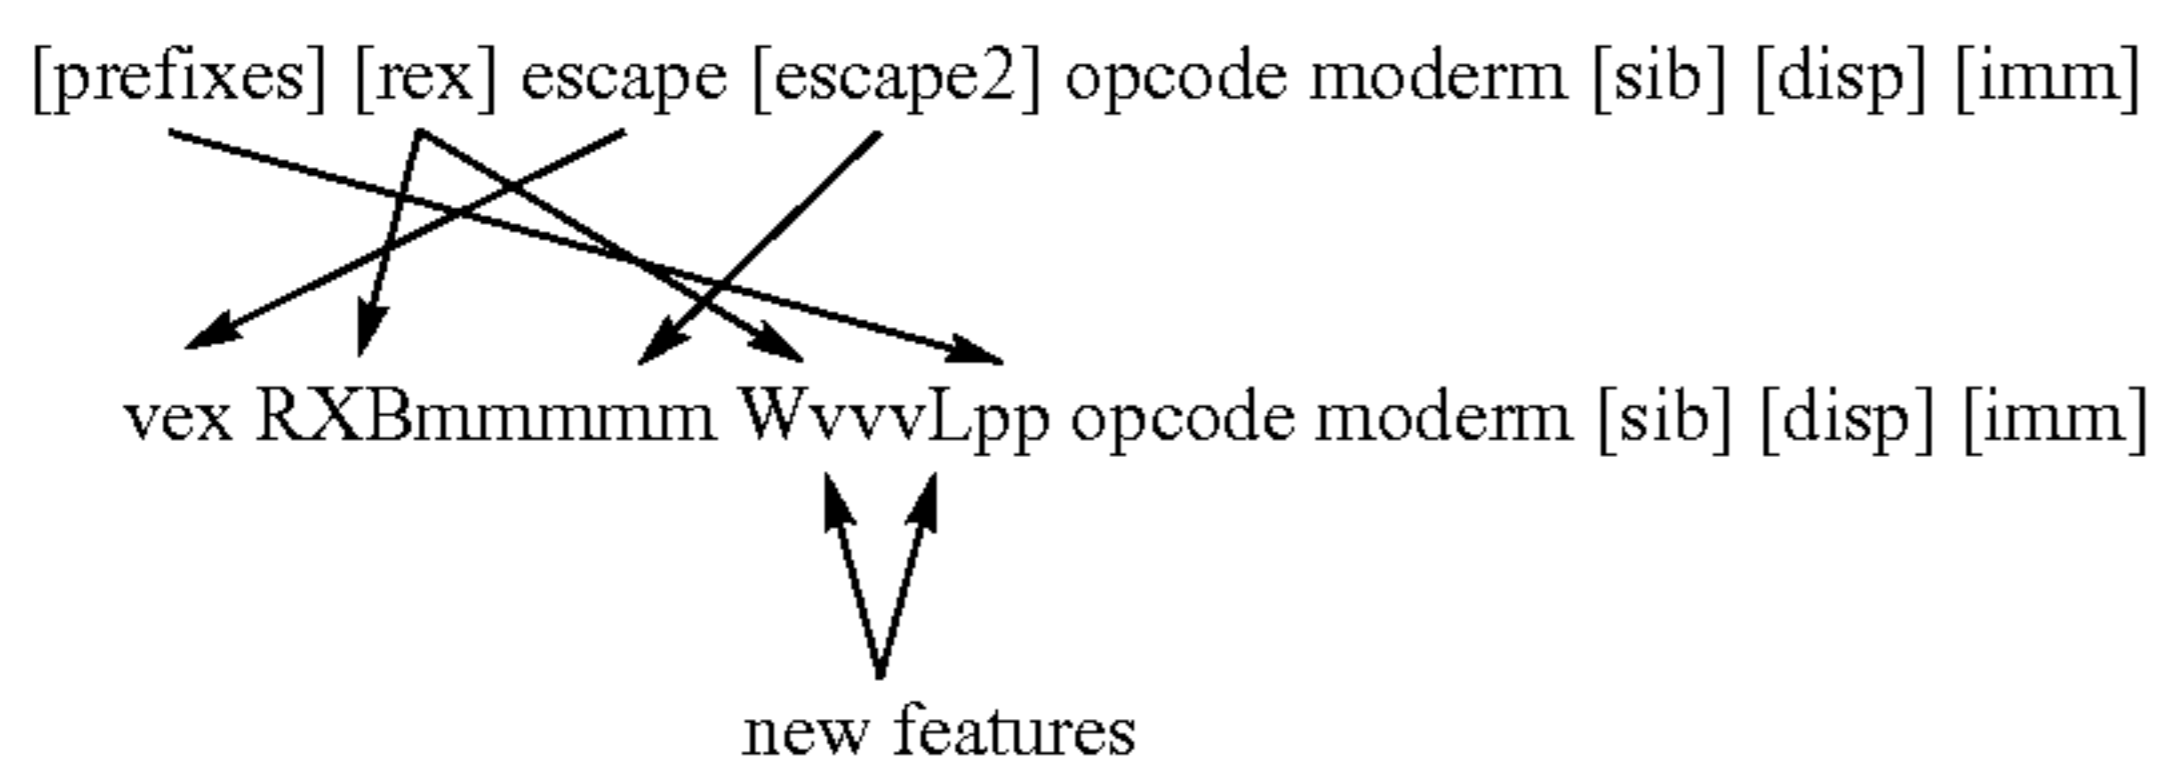 [prefixes] [rex] escape [escape2] opcode moderm [sib] [disp] [imm]
vex RXBmmmmm WvvvLpp opcode moderm [sib] [disp] [imm]
new features